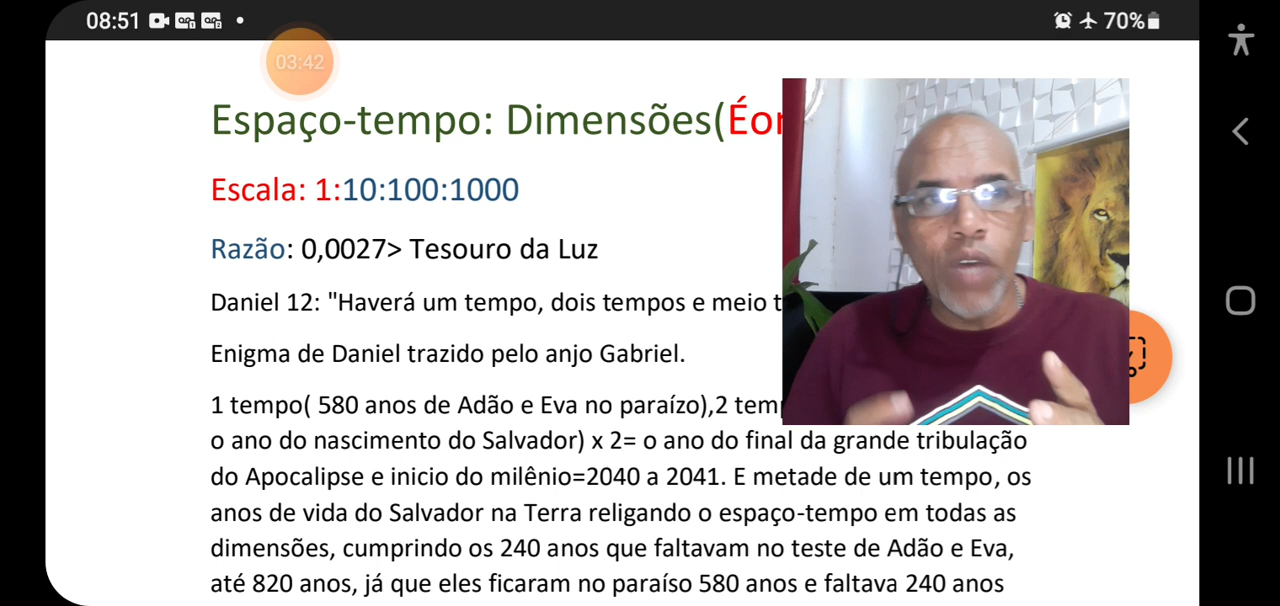 08:51
70%
03:42
Espaço-tempo: Dimensões(Éon
Escala: 1:10:100:1000
Razão: 0,0027> Tesouro da Luz
Daniel 12: "Haverá um tempo, dois tempos e meio t
Enigma de Daniel trazido pelo anjo Gabriel.
1 tempo( 580 anos de Adão e Eva no paraízo),2 temp
o ano do nascimento do Salvador) x 2= o ano do final da grande tribulação
do Apocalipse e inicio do milênio=2040 a 2041. E metade de um tempo, os
anos de vida do Salvador na Terra religando o espaço-tempo em todas as
dimensões, cumprindo os 240 anos que faltavam no teste de Adão e Eva,
até 820 anos, já que eles ficaram no paraíso 580 anos e faltava 240 anos